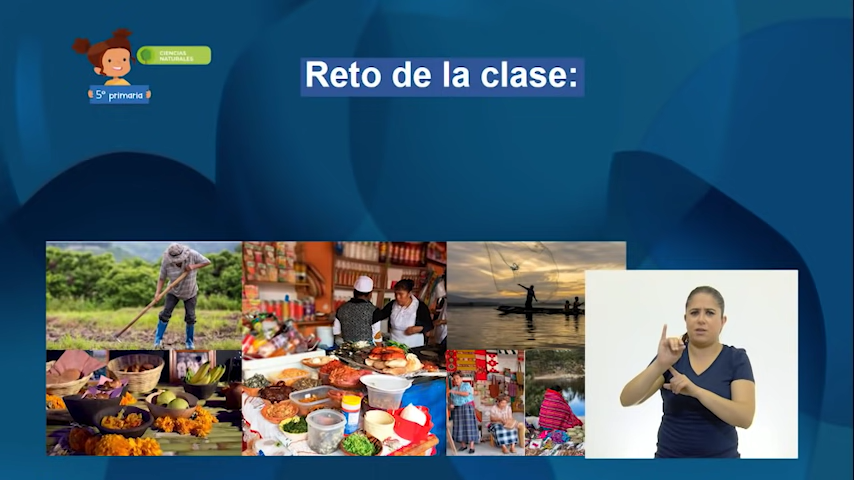 CIENCIAS
NATURALES
5° primaria
Reto de la clase: